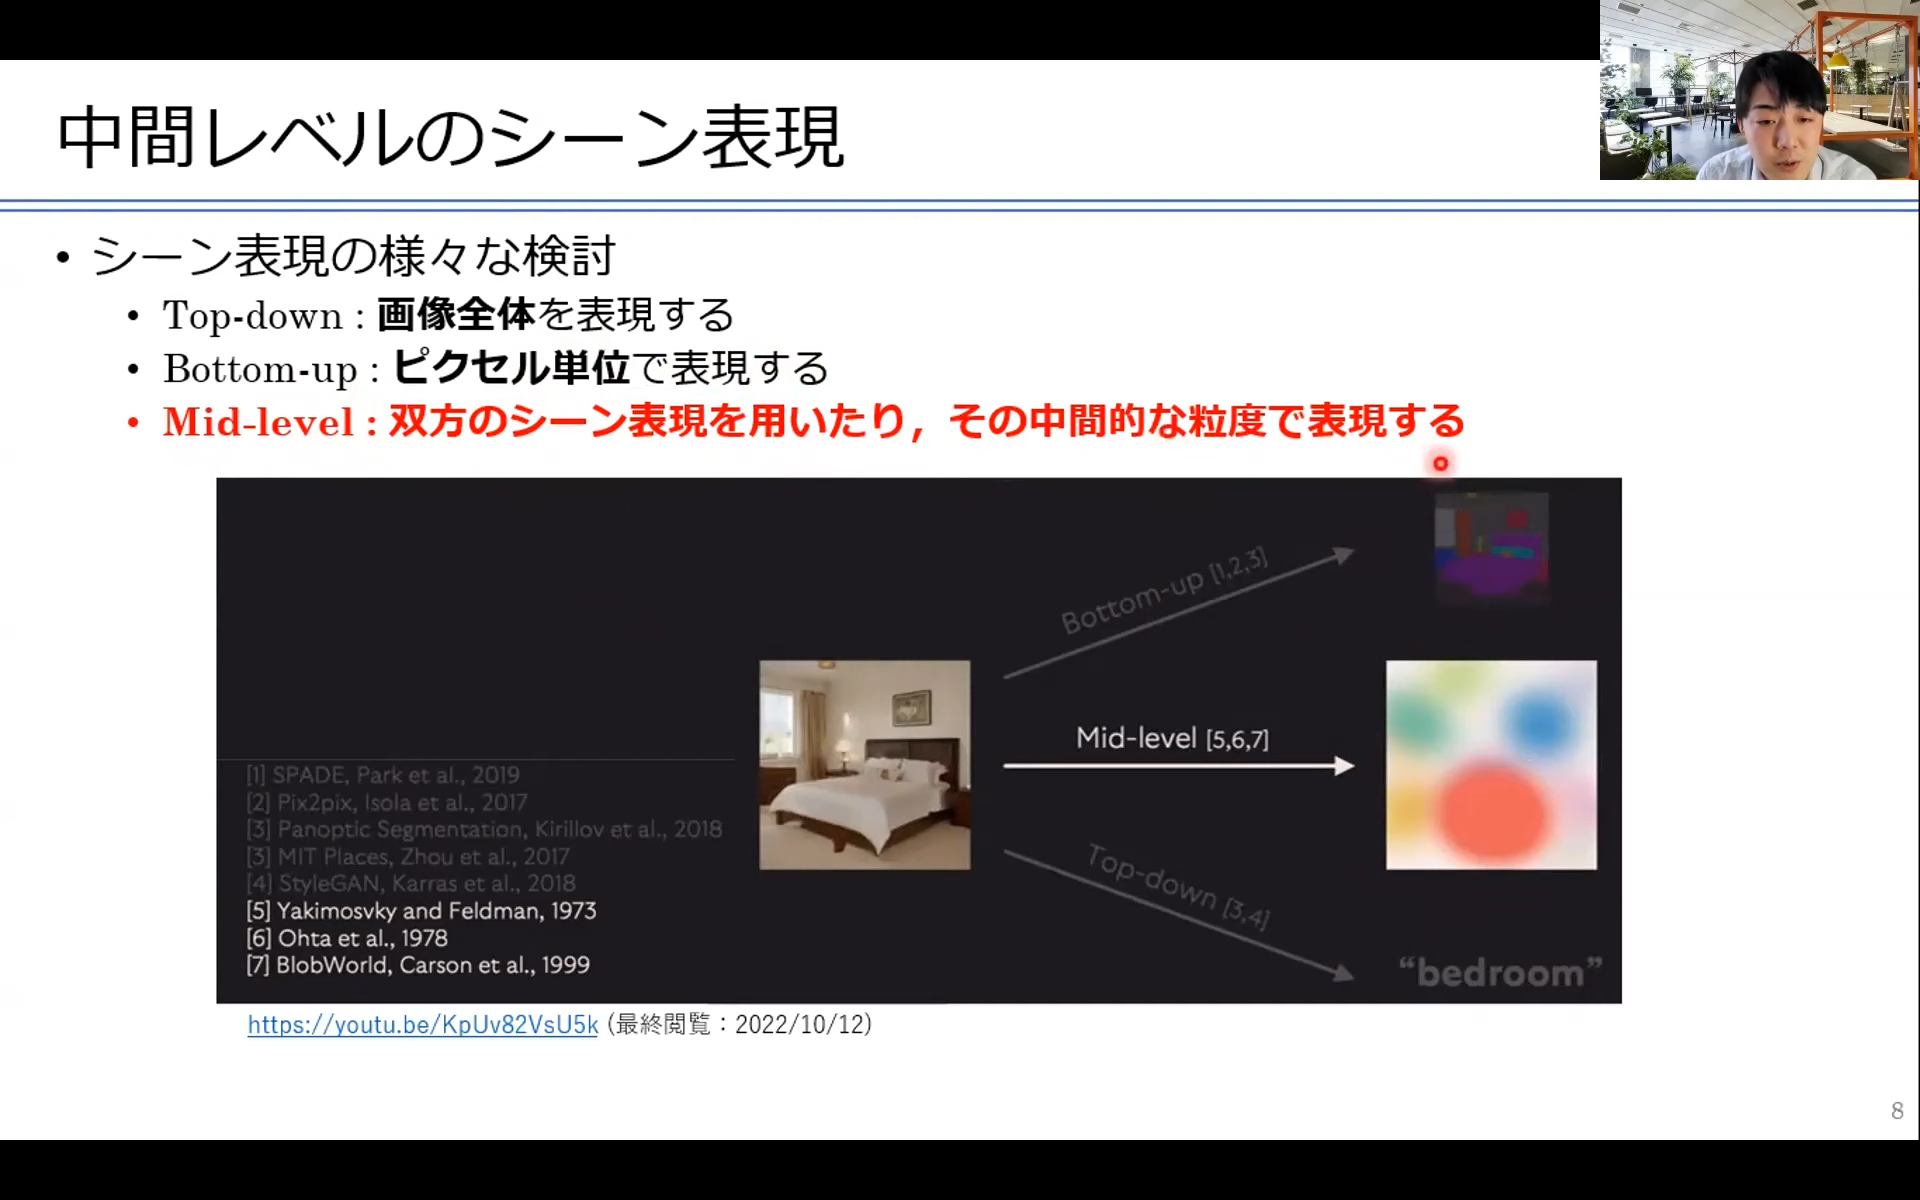 中間レベルのシーン表現
• シーン表現の様々な検討
• Top-down : 画像全体を表現する
• Bottom-up : ピクセル単位で表現する
• Mid-level : 双方のシーン表現を用いたり，その中間的な粒度で表現する
Bottom-up [1,2,3]
Mid-level [5,6,7]
Top-down [3,4]
“bedroom”
[1] SPADE, Park et al., 2019
[2] Pix2pix, Isola et al., 2017
[3] Panoptic Segmentation, Kirillov et al., 2018
[3] MIT Places, Zhou et al., 2017
[4] StyleGAN, Karras et al., 2018
[5] Yakimosvky and Feldman, 1973
[6] Ohta et al., 1978
[7] BlobWorld, Carson et al., 1999
https://youtu.be/KpUv82VsU5k (最終閲覧：2022/10/12)
8